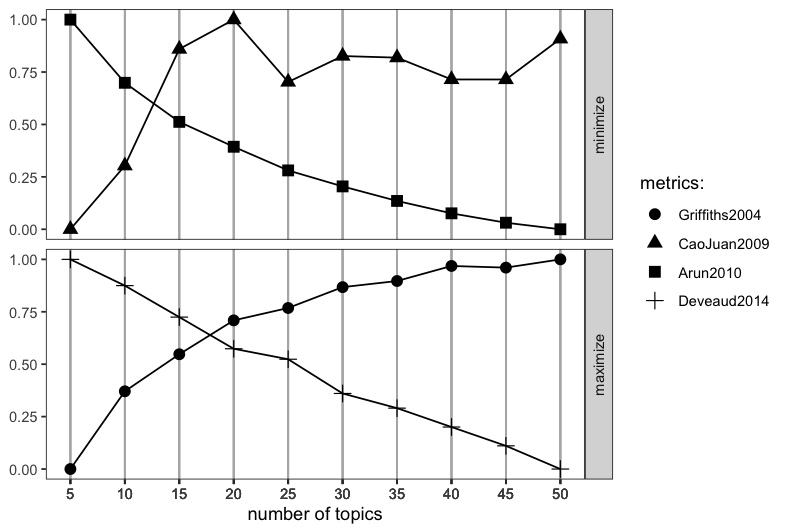 1.00
0.75
0.50
0.25
0.00
minimize
1.00
0.75
0.50
0.25
0.00
maximize
5 10 15 20 25 30 35 40 45 50
number of topics
metrics:
Griffiths2004
CaoJuan2009
Arun2010
Deveaud2014